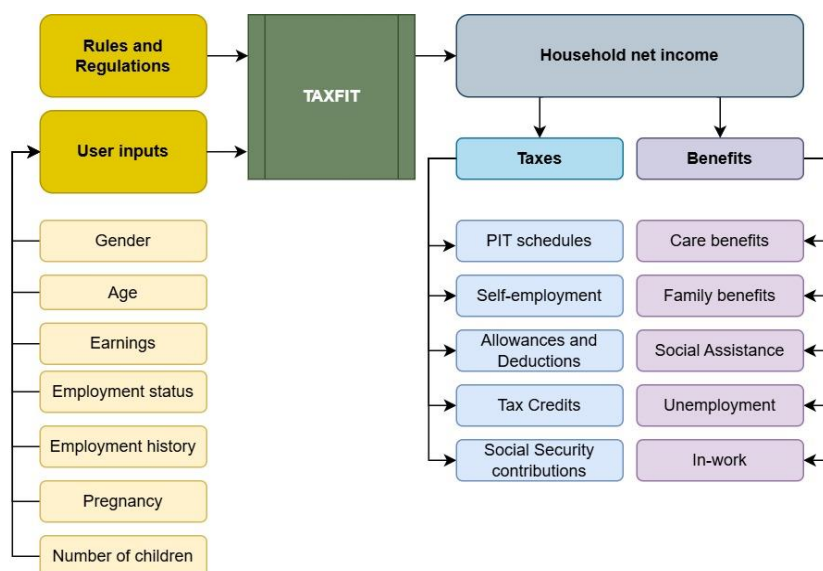 Rules and
Regulations
TAXFIT
Household net income
User inputs
Taxes
Benefits
Gender
Age
Earnings
Employment status
Employment history
Pregnancy
Number of children
PIT schedules
Self-employment
Allowances and
Deductions
Tax Credits
Social Security
contributions
Care benefits
Family benefits
Social Assistance
Unemployment
In-work